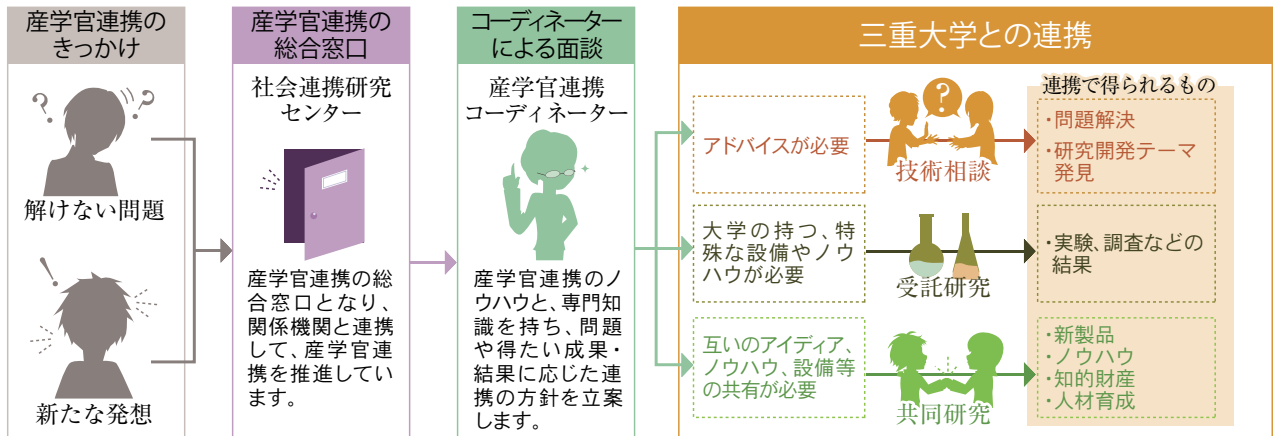 産学官連携の
きっかけ
?
?
解けない問題
!
新たな発想
産学官連携の
総合窓口
社会連携研究
センター
産学官連携の総
合窓口となり、
関係機関と連携
して、産学官連
携を推進してい
ます。
コーディネーター
による面談
産学官連携
コーディネーター
産学官連携のノ
ウハウと、専門知
識を持ち、問題
や得たい成果・
結果に応じた連
携の方針を立案
します。
三重大学との連携
連携で得られるもの
アドバイスが必要
?
技術相談
・問題解決
・研究開発テーマ
発見
大学の持つ、特
殊な設備やノウ
ハウが必要
受託研究
・実験、調査などの
結果
互いのアイディア、
ノウハウ、設備等
の共有が必要
共同研究
・新製品
・ノウハウ
・知的財産
・人材育成